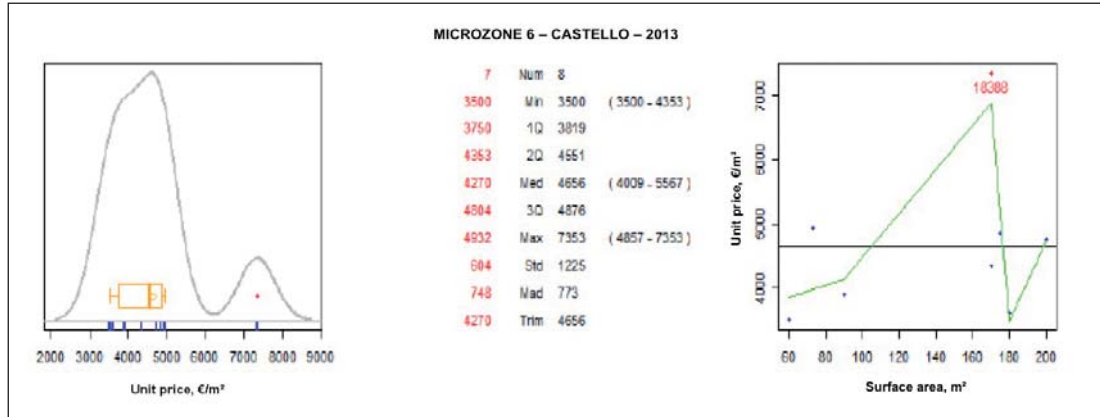 MICROZONE 6 – CASTELLO – 2013
2000 3000 4000 5000 6000 7000 8000 9000
Unit price, €/m²
7 Num 8
3500 Min 3500 ( 3500 - 4353 )
3750 1Q 3819
4353 2Q 4551
4270 Med 4656 ( 4009 - 5567 )
4804 3Q 4876
4932 Max 7353 ( 4857 - 7353 )
604 Std 1225
748 Mad 773
4270 Trim 4656
Unit price, €/m²
7000
6000
5000
4000
18388
60 80 100 120 140 160 180 200
Surface area, m²